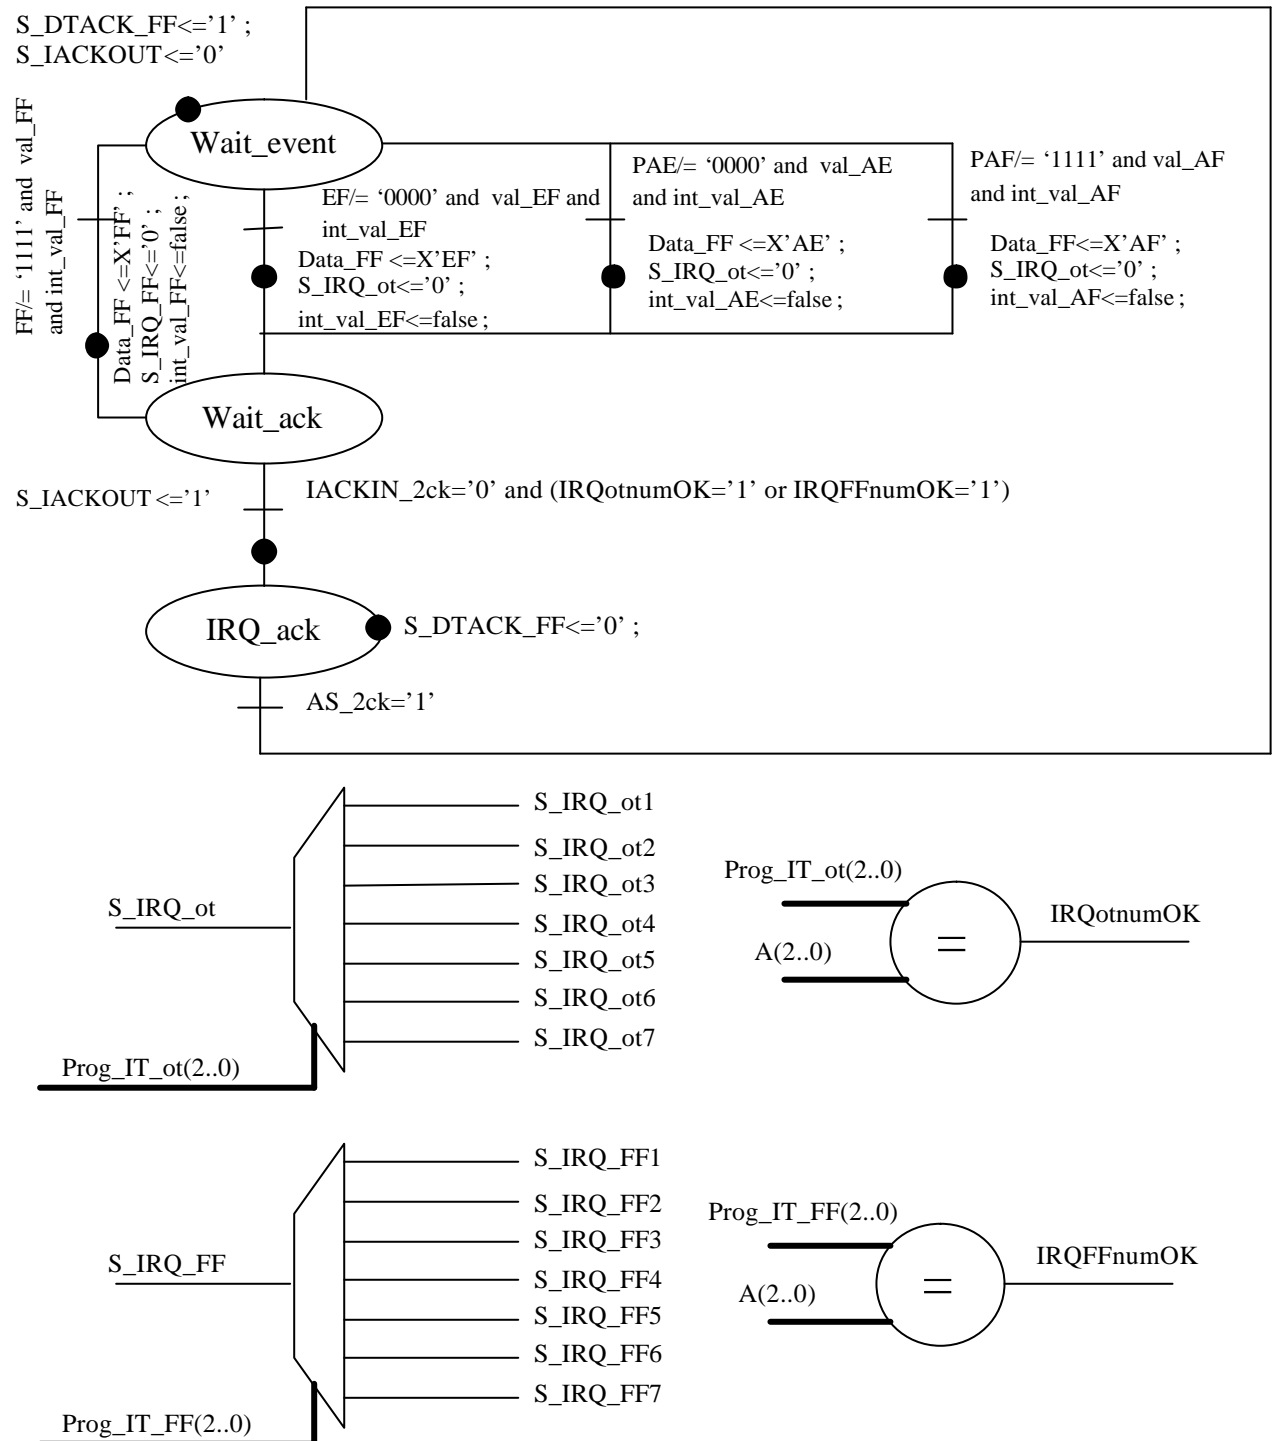 S_DTACK_FF<='1' ;
S_IACKOUT<='0'
Wait_event
FF/= '1111' and val_FF
and int_val_FF
Data_FF <=X'FF' ;
S_IRQ_FF<='0' ;
int_val_FF<=false ;
EF/= '0000' and val_EF and
int_val_EF
Data_FF <=X'EF' ;
S_IRQ_ot<='0' ;
int_val_EF<=false ;
PAE/= '0000' and val_AE
and int_val_AE
Data_FF <=X'AE' ;
S_IRQ_ot<='0' ;
int_val_AE<=false ;
PAF/= '1111' and val_AF
and int_val_AF
Data_FF<=X'AF' ;
S_IRQ_ot<='0' ;
int_val_AF<=false ;
Wait_ack
S_IACKOUT <='1'
IACKIN_2ck='0' and (IRQotnumOK='1' or IRQFFnumOK='1')
IRQ_ack
S_DTACK_FF<='0' ;
AS_2ck='1'
S_IRQ_ot
S_IRQ_ot1
S_IRQ_ot2
S_IRQ_ot3
S_IRQ_ot4
S_IRQ_ot5
S_IRQ_ot6
S_IRQ_ot7
Prog_IT_ot(2..0)
Prog_IT_ot(2..0)
A(2..0)
=
IRQotnumOK
S_IRQ_FF
S_IRQ_FF1
S_IRQ_FF2
S_IRQ_FF3
S_IRQ_FF4
S_IRQ_FF5
S_IRQ_FF6
S_IRQ_FF7
Prog_IT_FF(2..0)
Prog_IT_FF(2..0)
A(2..0)
=
IRQFFnumOK